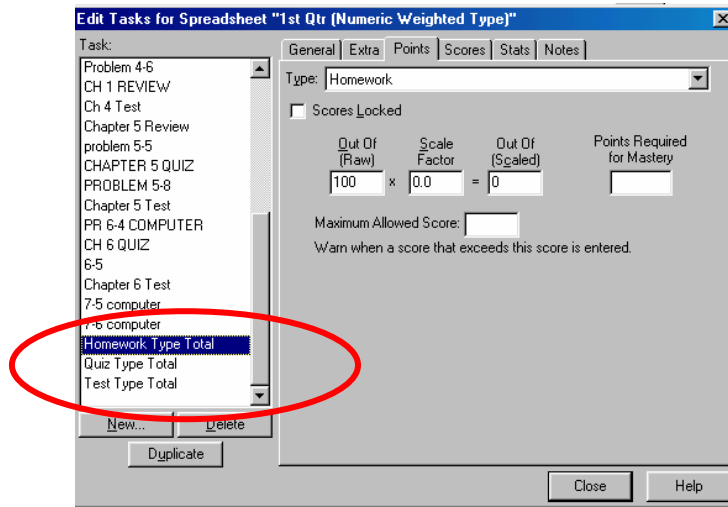 Edit Tasks for Spreadsheet "1st Qtr (Numeric Weighted Type)"
Task:
Problem 4-6
CH 1 REVIEW
Ch 4 Test
Chapter 5 Review
problem 5-5
CHAPTER 5 QUIZ
PROBLEM 5-8
Chapter 5 Test
PR 6-4 COMPUTER
CH 6 QUIZ
6-5
Chapter 6 Test
7-5 computer
7-6 computer
Homework Type Total
Quiz Type Total
Test Type Total
New... Delete
Duplicate
General Extra Points Scores Stats Notes
Type: Homework
Scores Locked
Out Of (Raw) Scale Factor Out Of (Scaled) Points Required for Mastery
100 x 0.0 = 0
Maximum Allowed Score:
Warn when a score that exceeds this score is entered.
Close Help